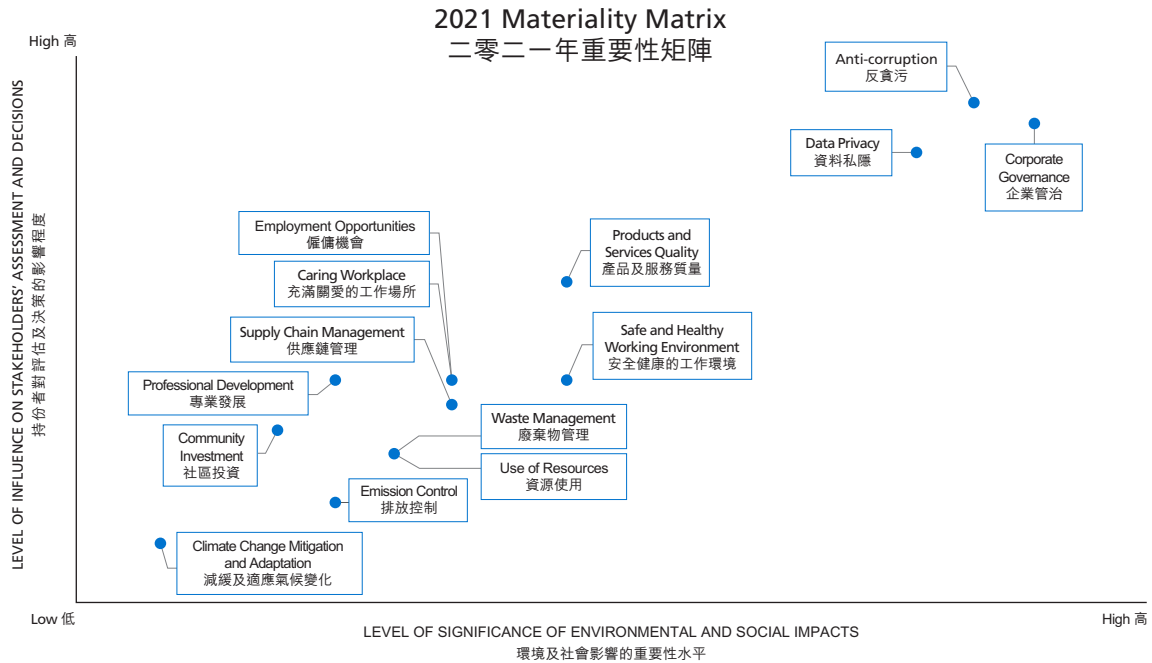 2021 Materiality Matrix
二零二一年重要性矩陣
High 高
LEVEL OF INFLUENCE ON STAKEHOLDERS' ASSESSMENT AND DECISIONS
持份者對評估及決策的影響程度
Anti-corruption
反貪污
Data Privacy
資料私隱
Corporate
Governance
企業管治
Employment Opportunities
僱傭機會
Products and
Services Quality
產品及服務質量
Caring Workplace
充滿關愛的工作場所
Supply Chain Management
供應鏈管理
Safe and Healthy
Working Environment
安全健康的工作環境
Professional Development
專業發展
Waste Management
廢棄物管理
Community
Investment
社區投資
Use of Resources
資源使用
Emission Control
排放控制
Climate Change Mitigation
and Adaptation
減緩及適應氣候變化
Low 低
High 高
LEVEL OF SIGNIFICANCE OF ENVIRONMENTAL AND SOCIAL IMPACTS
環境及社會影響的重要性水平